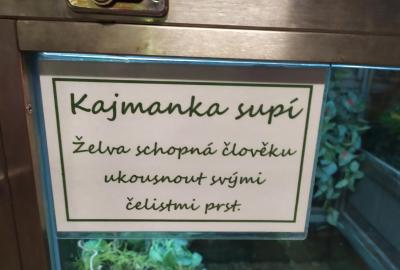 Kajmanka supí
Želva schopná člověku
ukousnout svými
čelistmi prst.